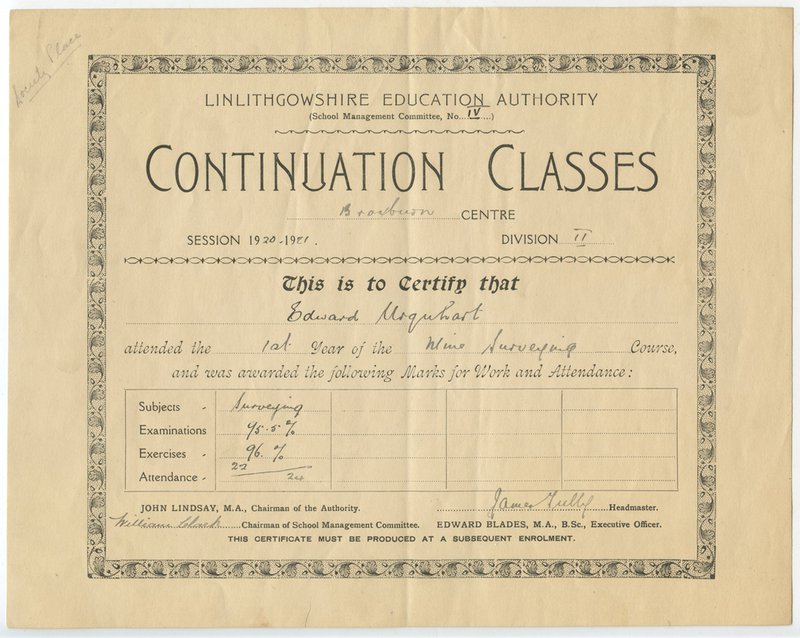 Place
LINLITHGOWSHIRE EDUCATION AUTHORITY
(School Management Committee, No. IV )
CONTINUATION CLASSES
Broxburn CENTRE
SESSION 1920-1921. DIVISION II
This is to Certify that
Edward Urquhart
attended the 1st Year of the Mine Surveying Course,
and was awarded the following Marks for Work and Attendance:
Subjects - Surveying
Examinations 95.5%
Exercises - 96.%
Attendance - 22 24
JOHN LINDSAY, M.A., Chairman of the Authority. James Headmaster.
William Chairman of School Management Committee. EDWARD BLADES, M.A., B.Sc., Executive Officer.
THIS CERTIFICATE MUST BE PRODUCED AT A SUBSEQUENT ENROLMENT.